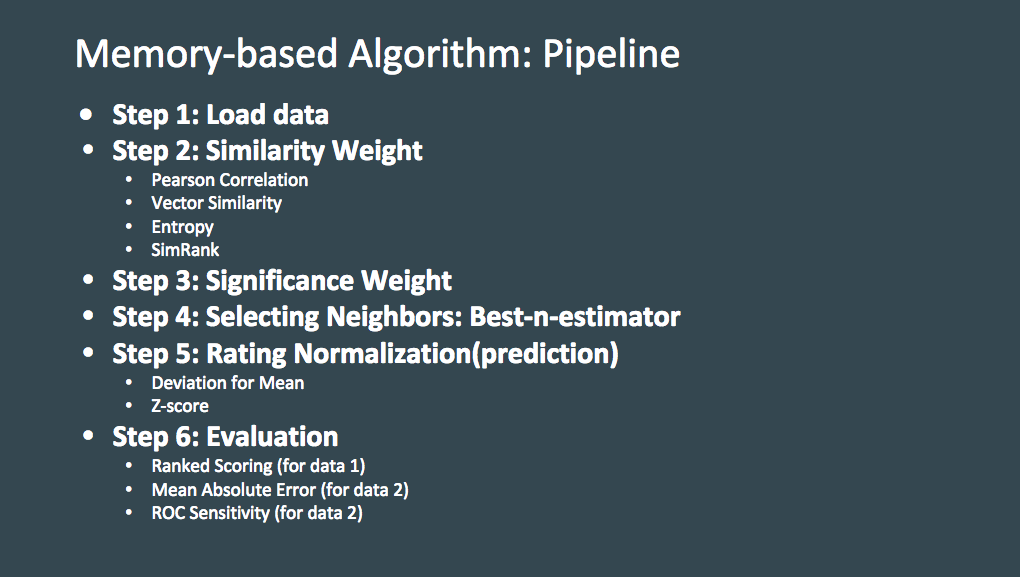 Memory-based Algorithm: Pipeline
• Step 1: Load data
• Step 2: Similarity Weight
• Pearson Correlation
• Vector Similarity
• Entropy
• SimRank
• Step 3: Significance Weight
• Step 4: Selecting Neighbors: Best-n-estimator
• Step 5: Rating Normalization(prediction)
• Deviation for Mean
• Z-score
• Step 6: Evaluation
• Ranked Scoring (for data 1)
• Mean Absolute Error (for data 2)
• ROC Sensitivity (for data 2)